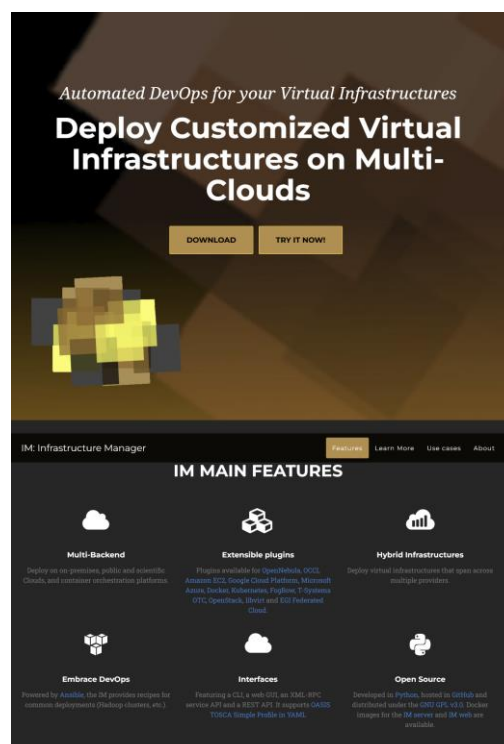 Automated DevOps for your Virtual Infrastructures
Deploy Customized Virtual
Infrastructures on Multi-
Clouds
DOWNLOAD
TRY IT NOW!
IM: Infrastructure Manager
Features
Learn More
Use cases
About
IM MAIN FEATURES
Multi-Backend
Deploy on on-premises, public and scientific
Clouds, and container orchestration platforms.
Extensible plugins
Plugins available for OpenNebula, OCCI,
Amazon EC2, Google Cloud Platform, Microsoft
Azure, Docker, Kubernetes, Fogbow, T-Systems
OTC, OpenStack, libvirt and EGI Federated
Cloud.
Hybrid Infrastructures
Deploy virtual infrastructures that span across
multiple providers.
Embrace DevOps
Powered by Ansible, the IM provides recipes for
common deployments (Hadoop clusters, etc.).
Interfaces
Featuring a CLI, a web GUI, an XML-RPC
service API and a REST API. It supports OASIS
TOSCA Simple Profile in YAML.
Open Source
Developed in Python, hosted in GitHub and
distributed under the GNU GPL v3.0. Docker
images for the IM server and IM web are
available.